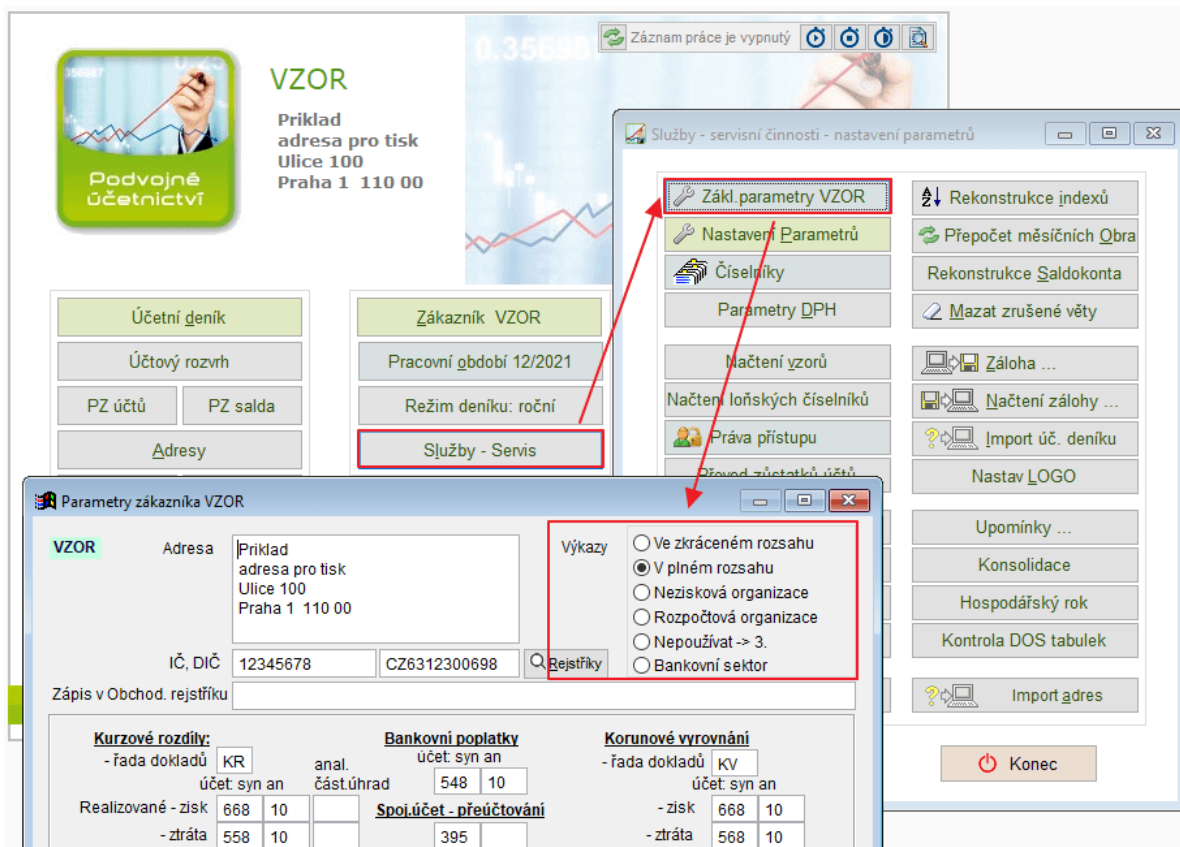 0.35698
Záznam práce je vypnutý
356987
0.25
Podvojné
účetnictví
VZOR
Priklad
adresa pro tisk
Ulice 100
Praha 1 110 00
Účetní deník
Účtový rozvrh
PZ účtů
PZ salda
Adresy
Zákazník VZOR
Pracovní období 12/2021
Režim deníku: roční
Služby - Servis
Služby - servisní činnosti - nastavení parametrů
Zákl.parametry VZOR
Nastavení Parametrů
Číselníky
Parametry DPH
Načtení vzorů
Načtení loňských číselníků
Práva přístupu
Převod zůstatků účtů
Rekonstrukce indexů
Přepočet měsíčních Obra
Rekonstrukce Saldokonta
Mazat zrušené věty
Záloha ...
Načtení zálohy ...
Import úč. deníku
Nastav LOGO
Upomínky ...
Konsolidace
Hospodářský rok
Kontrola DOS tabulek
Import adres
Konec
Parametry zákazníka VZOR
VZOR
Adresa
Priklad
adresa pro tisk
Ulice 100
Praha 1 110 00
Výkazy
Ve zkráceném rozsahu
V plném rozsahu
Nezisková organizace
Rozpočtová organizace
Nepoužívat -> 3.
Bankovní sektor
IČ, DIČ 12345678 CZ6312300698 Rejstříky
Zápis v Obchod. rejstříku
Kurzové rozdíly:
- řada dokladů KR
účet: syn an
anal.
část.úhrad
Realizované - zisk 668 10
- ztráta 558 10
Bankovní poplatky
účet: syn an
548 10
Spoj.účet - přeúčtování
395
Korunové vyrovnání
- řada dokladů KV
účet: syn an
- zisk 668 10
- ztráta 568 10